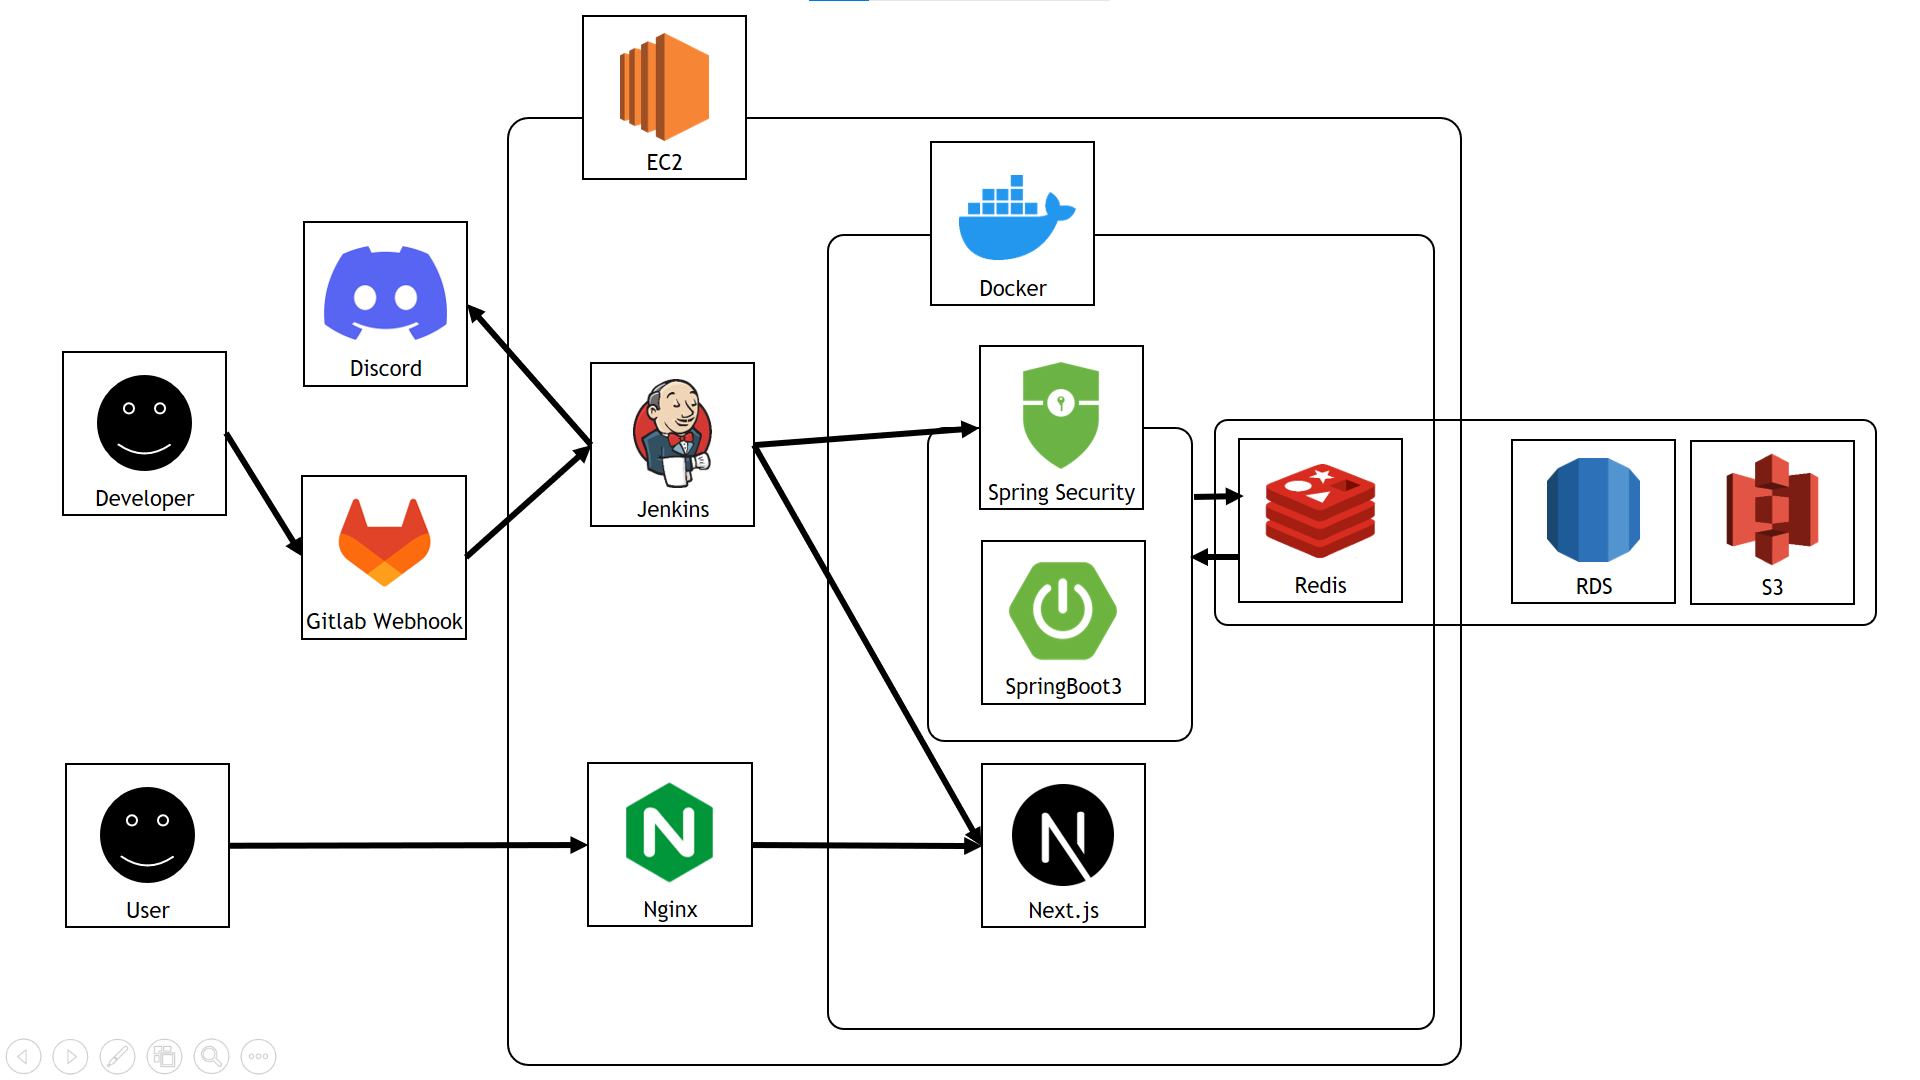 EC2
Docker
Discord
Developer
Gitlab Webhook
Jenkins
Spring Security
SpringBoot3
Redis
RDS
S3
User
Nginx
Next.js